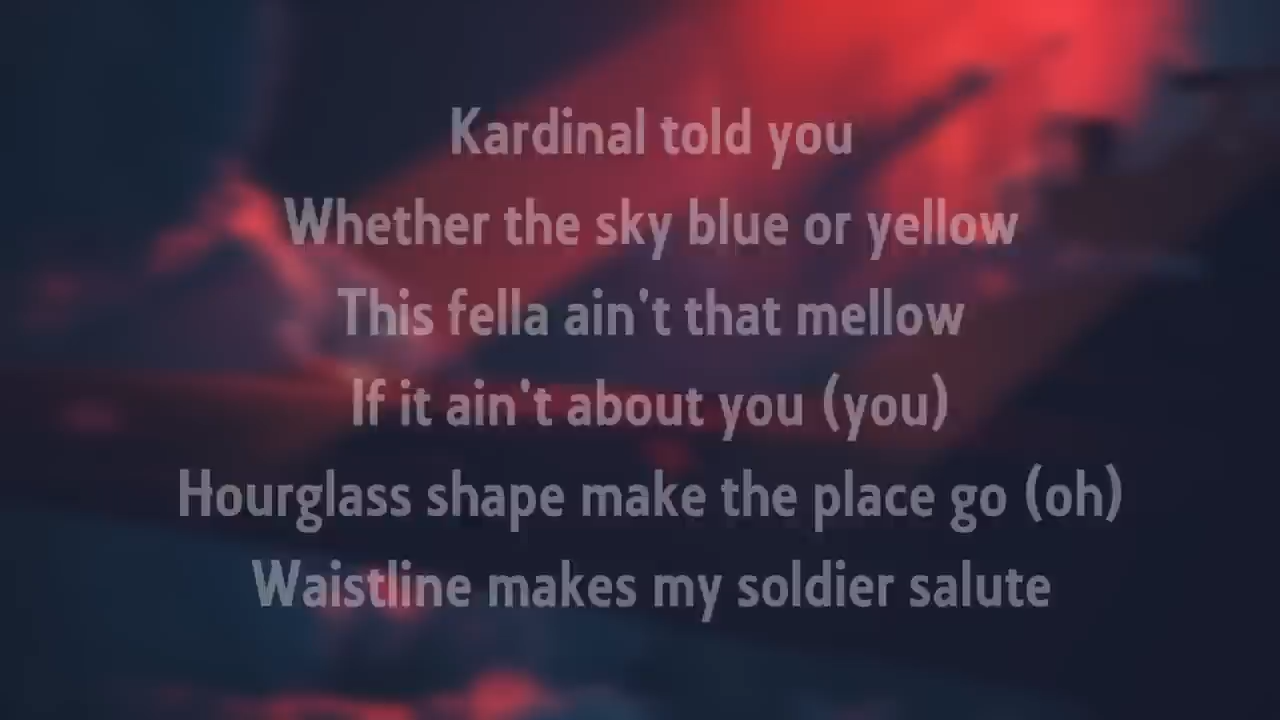 Kardinal told you
Whether the sky blue or yellow
This fella ain't that mellow
If it ain't about you (you)
Hourglass shape make the place go (oh)
Waistline makes my soldier salute